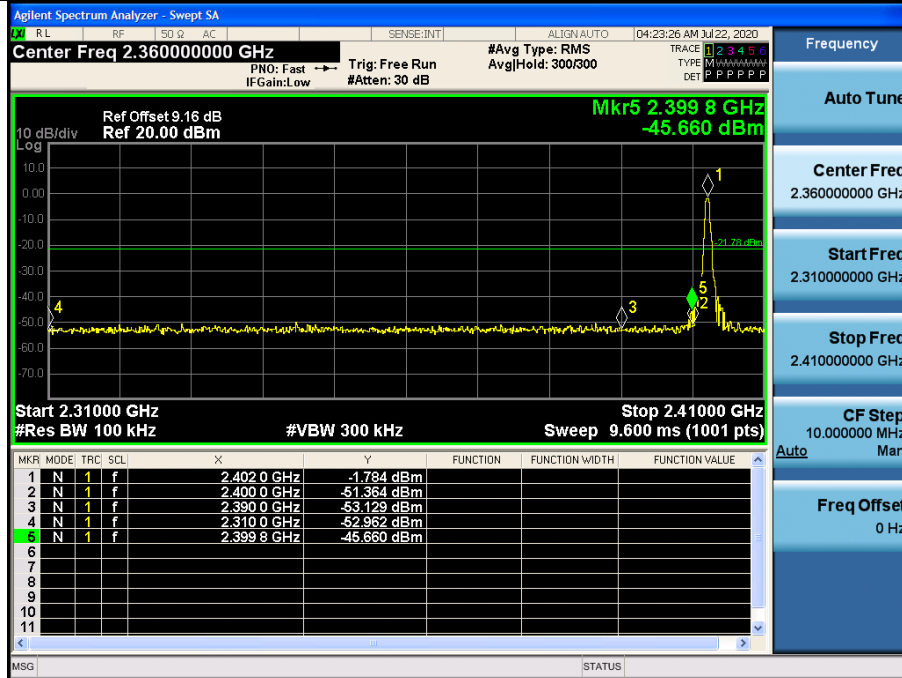 Agilent Spectrum Analyzer - Swept SA
LXI RL RF 50 Ω AC SENSE:INT ALIGN AUTO 04:23:26 AM Jul 22, 2020
Center Freq 2.360000000 GHz
PNO: Fast
IFGain:Low
Trig: Free Run
#Atten: 30 dB
#Avg Type: RMS
Avg|Hold: 300/300
TRACE 1 2 3 4 5 6
TYPE M W W W W W
DET P P P P P P
Mkr5 2.399 8 GHz
-45.660 dBm
Ref Offset 9.16 dB
Ref 20.00 dBm
10 dB/div
Log
10.0
0.00
-10.0
-20.0
-30.0
-40.0
-50.0
-60.0
-70.0
1
-21.78 dBm
5
4
3
2
Start 2.31000 GHz
Stop 2.41000 GHz
#Res BW 100 kHz
#VBW 300 kHz
Sweep 9.600 ms (1001 pts)
MKR MODE TRC SCL X Y FUNCTION FUNCTION WIDTH FUNCTION VALUE
1 N 1 f 2.402 0 GHz -1.784 dBm
2 N 1 f 2.400 0 GHz -51.364 dBm
3 N 1 f 2.390 0 GHz -53.129 dBm
4 N 1 f 2.310 0 GHz -52.962 dBm
5 N 1 f 2.399 8 GHz -45.660 dBm
6
7
8
9
10
11
MSG
STATUS
Frequency
Auto Tune
Center Freq
2.360000000 GHz
Start Freq
2.310000000 GHz
Stop Freq
2.410000000 GHz
CF Step
10.000000 MHz
Auto Man
Freq Offset
0 Hz